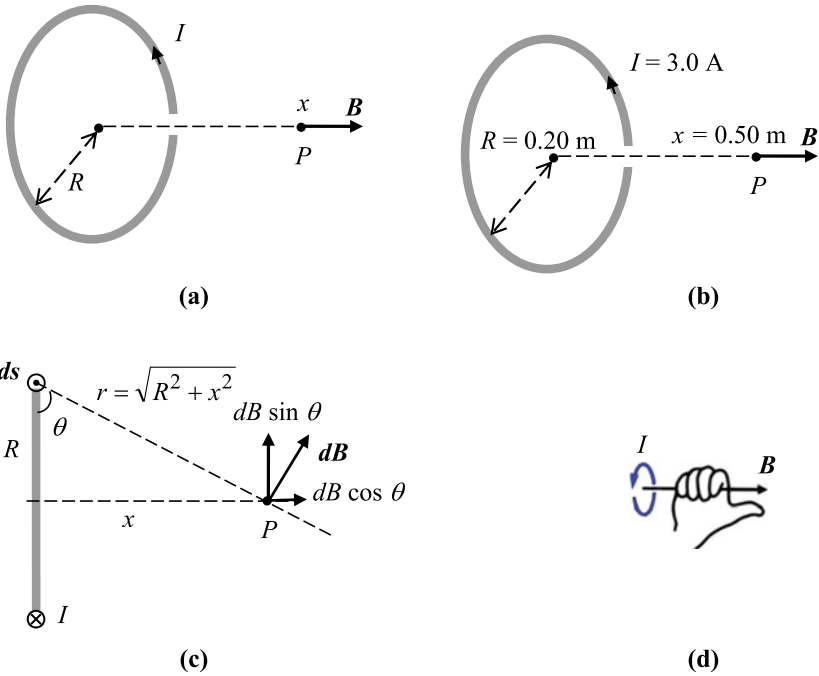 I
x
B
P
R
(a)
I = 3.0 A
R = 0.20 m
x = 0.50 m B
P
(b)
ds
r = √(R² + x²)
θ
dB sin θ
R
dB
dB cos θ
x
P
I
(c)
I
B
(d)